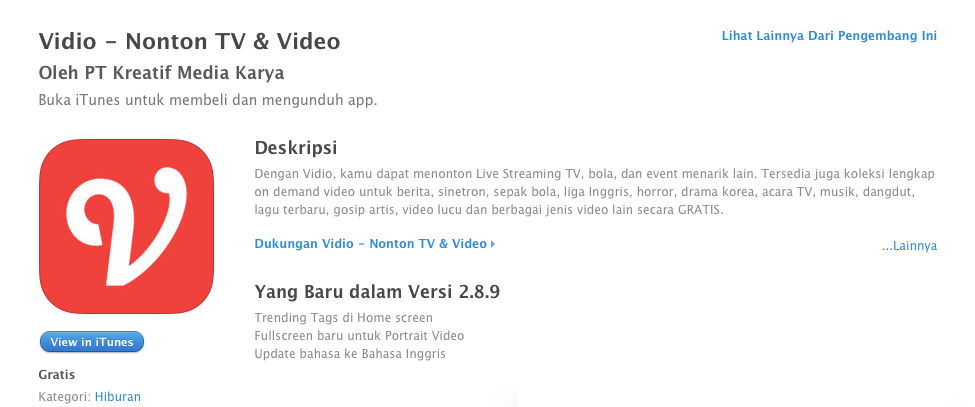 Vidio - Nonton TV & Video
Lihat Lainnya Dari Pengembang Ini
Oleh PT Kreatif Media Karya
Buka iTunes untuk membeli dan mengunduh app.
Deskripsi
Dengan Vidio, kamu dapat menonton Live Streaming TV, bola, dan event menarik lain. Tersedia juga koleksi lengkap
on demand video untuk berita, sinetron, sepak bola, liga Inggris, horror, drama korea, acara TV, musik, dangdut,
lagu terbaru, gosip artis, video lucu dan berbagai jenis video lain secara GRATIS.
Dukungan Vidio - Nonton TV & Video
...Lainnya
Yang Baru dalam Versi 2.8.9
Trending Tags di Home screen
Fullscreen baru untuk Portrait Video
Update bahasa ke Bahasa Inggris
V
View in iTunes
Gratis
Kategori: Hiburan